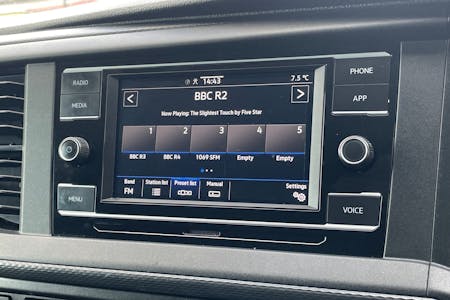 RADIO
MEDIA
MENU
14:43
7.5 °C
BBC R2
Now Playing: The Slightest Touch by Five Star
1 2 3 4 5
BBC R3 BBC R4 1069 SFM Empty Empty
Band Station list Preset list Manual Settings
FM
PHONE
APP
VOICE